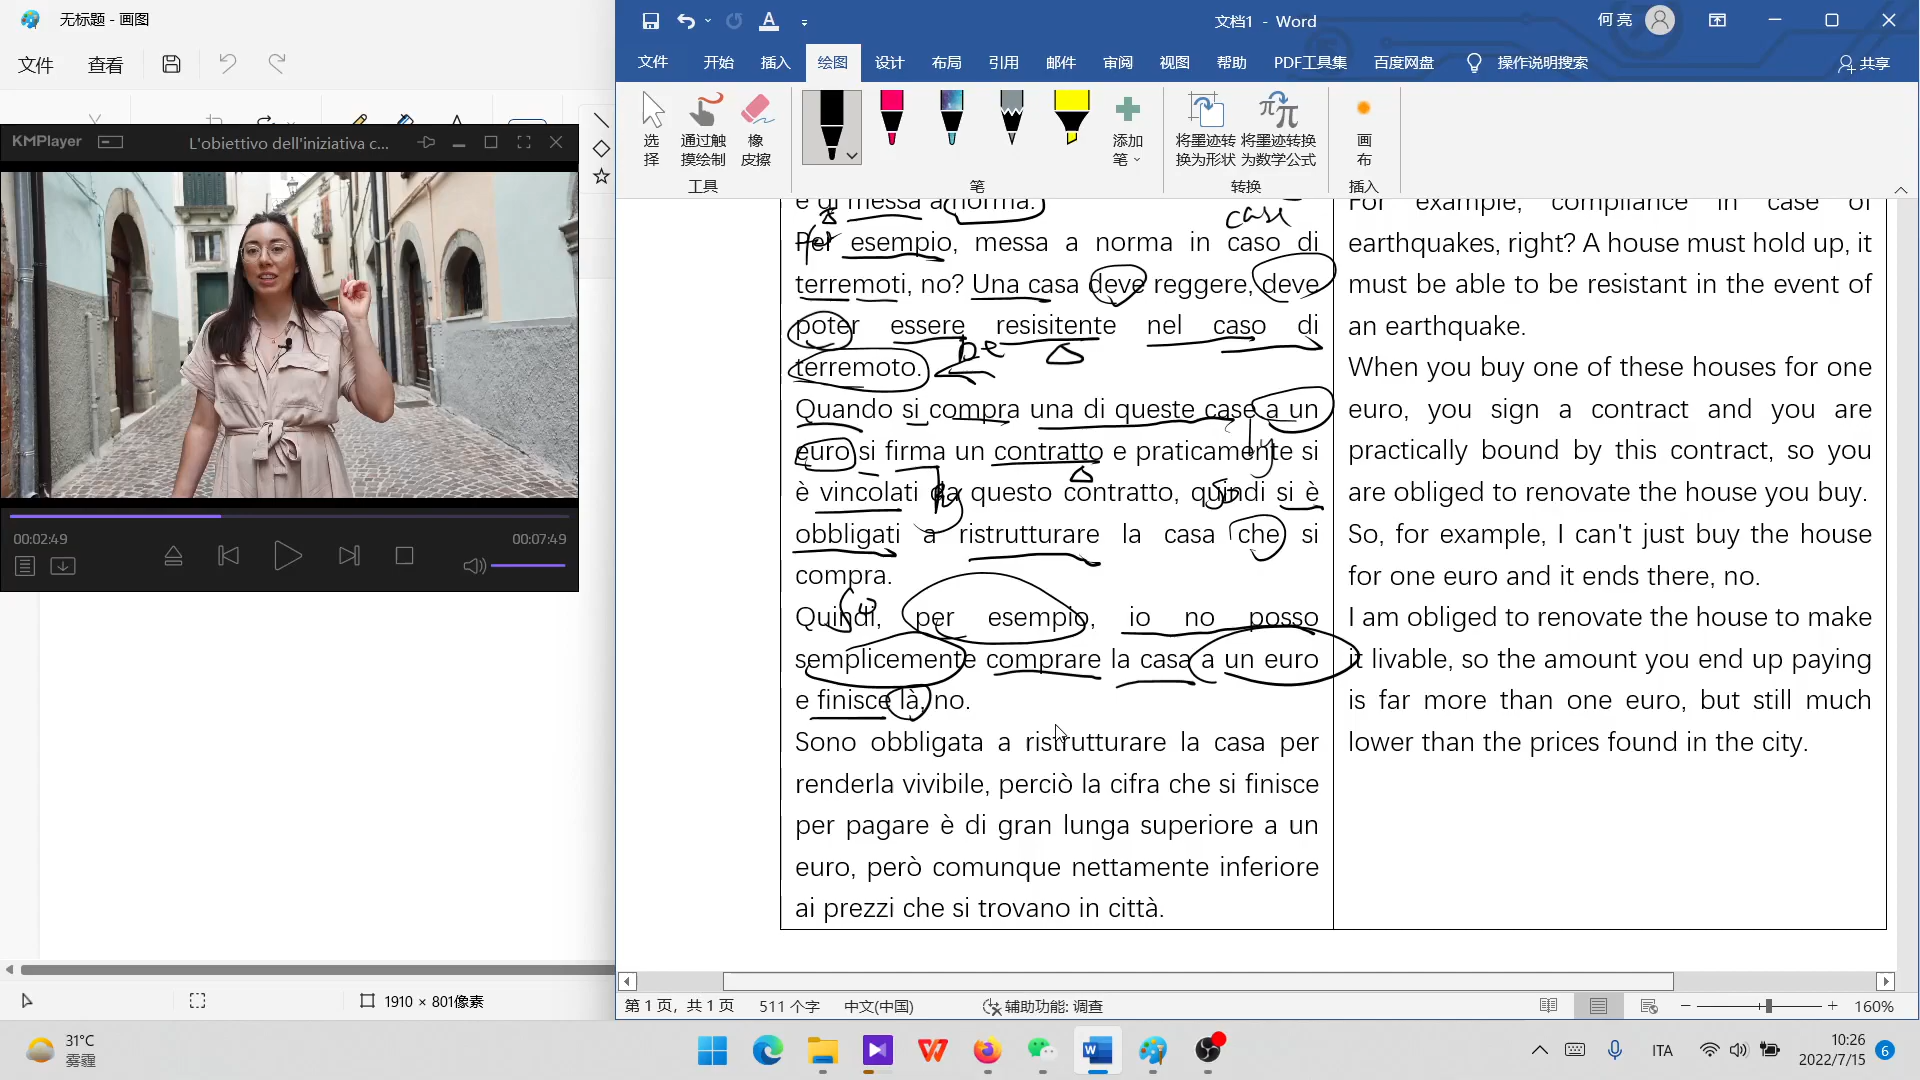 无标题 - 画图
文件 查看
KMPlayer L'obiettivo dell'iniziativa c...
00:02:49 00:07:49
1910 × 801像素
文档1 - Word 何 亮
文件 开始 插入 绘图 设计 布局 引用 邮件 审阅 视图 帮助 PDF工具集 百度网盘 操作说明搜索 共享
选择 通过触摸绘制 橡皮擦 添加笔 将墨迹转换为形状 将墨迹转换为数学公式 画布
工具 笔 转换 插入
e di messa a norma.
case
Per esempio, messa a norma in caso di
terremoti, no? Una casa deve reggere, deve
poter essere resisitente nel caso di
be
terremoto.
Quando si compra una di queste case a un
ly
euro si firma un contratto e praticamente si
è vincolati da questo contratto, quindi si è
by so
obbligati a ristrutturare la casa che si
compra.
Quindi, per esempio, io no posso
semplicemente comprare la casa a un euro
e finisce là, no.
Sono obbligata a ristrutturare la casa per
renderla vivibile, perciò la cifra che si finisce
per pagare è di gran lunga superiore a un
euro, però comunque nettamente inferiore
ai prezzi che si trovano in città.
For example, compliance in case of
earthquakes, right? A house must hold up, it
must be able to be resistant in the event of
an earthquake.
When you buy one of these houses for one
euro, you sign a contract and you are
practically bound by this contract, so you
are obliged to renovate the house you buy.
So, for example, I can't just buy the house
for one euro and it ends there, no.
I am obliged to renovate the house to make
it livable, so the amount you end up paying
is far more than one euro, but still much
lower than the prices found in the city.
第 1 页，共 1 页 511 个字 中文(中国) 辅助功能: 调查 160%
31°C
雾霾
ITA
10:26
2022/7/15
6